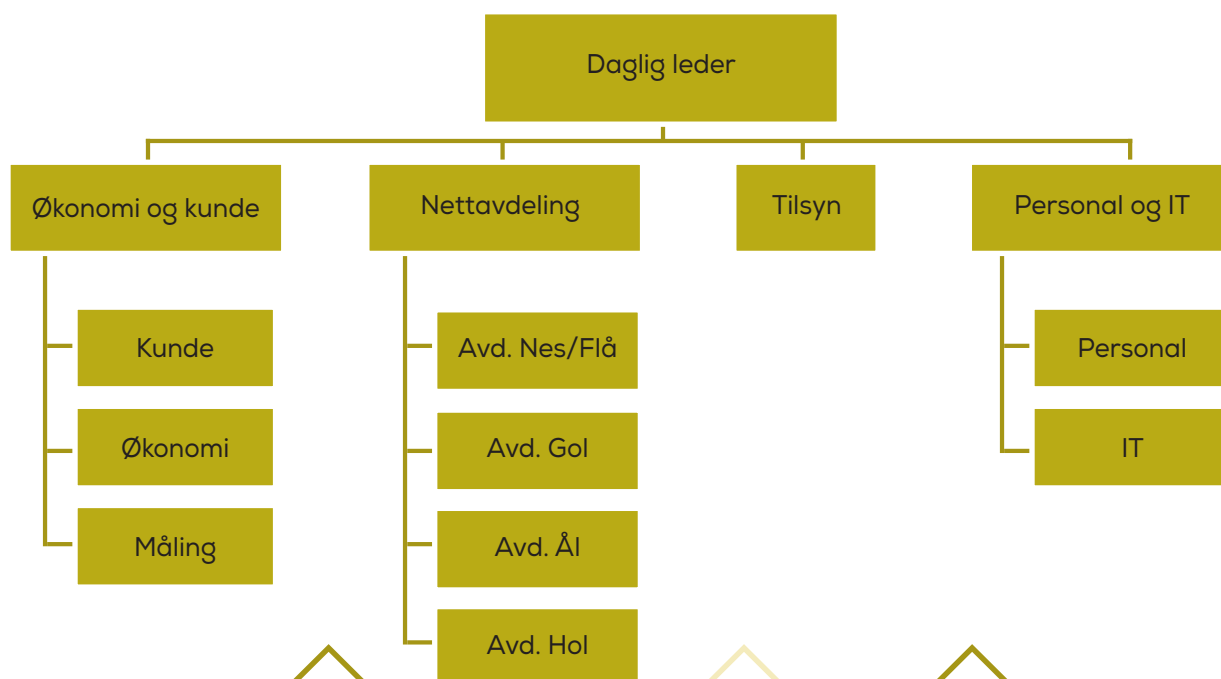 Daglig leder
Økonomi og kunde
Nettavdeling
Tilsyn
Personal og IT
Kunde
Økonomi
Måling
Avd. Nes/Flå
Avd. Gol
Avd. Ål
Avd. Hol
Personal
IT